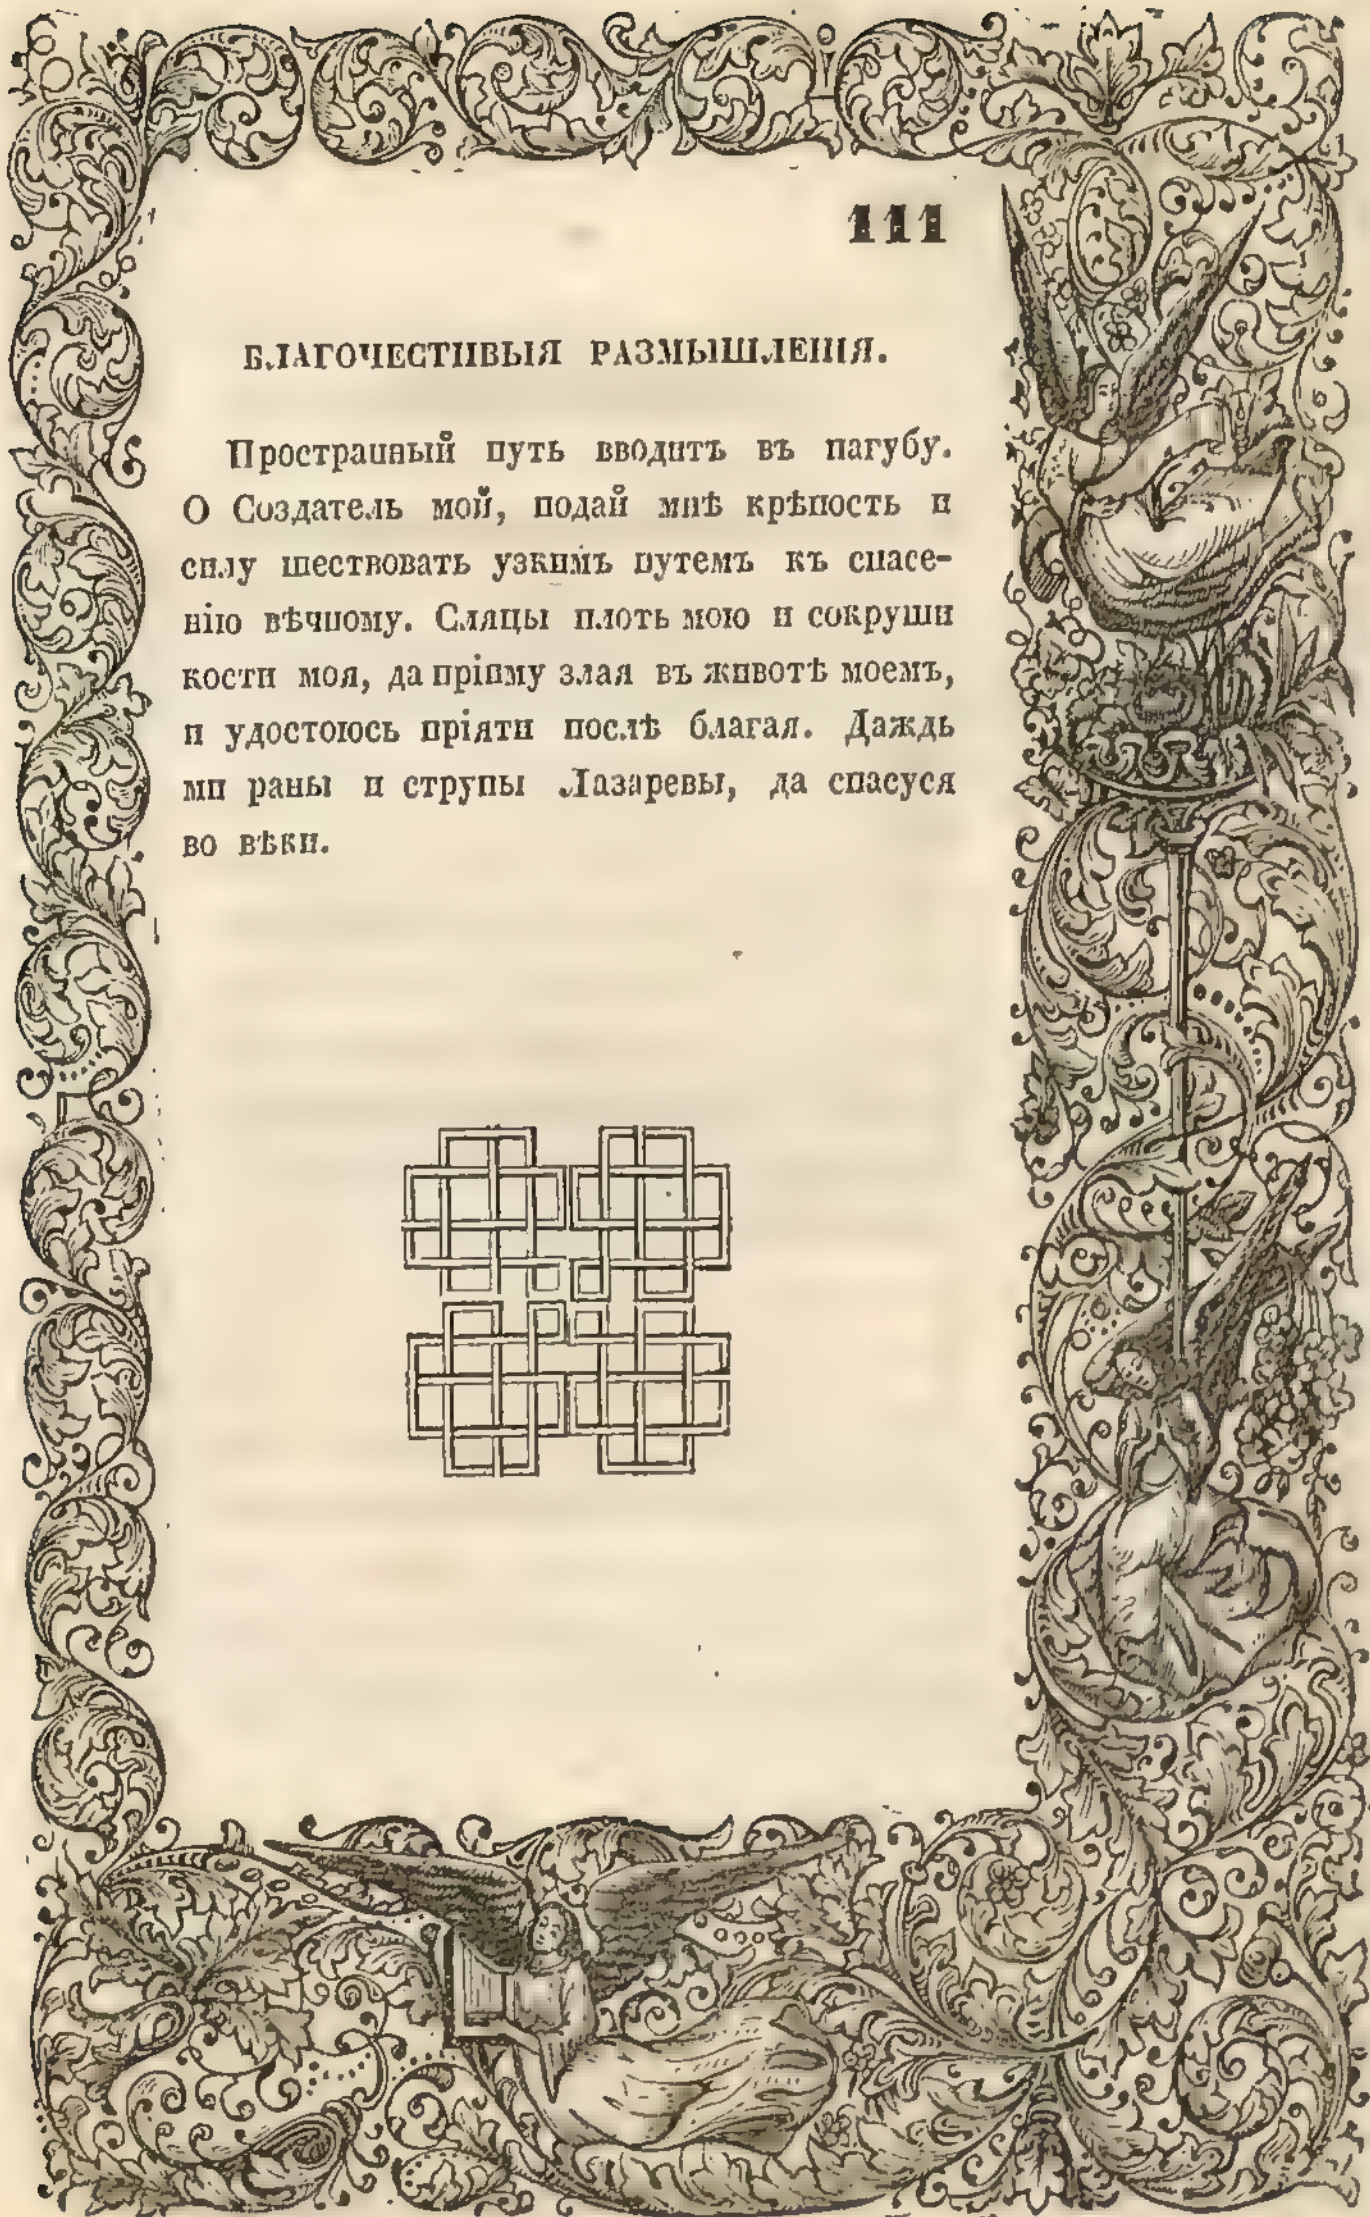 111
БЛАГОЧЕСТИВЫЯ РАЗМЫШЛЕНІЯ.
Пространный путь вводитъ въ пагубу.
О Создатель мой, подай мнѣ крѣпость и
силу шествовать узкимъ путемъ къ спасе-
нію вѣчному. Сляцы плоть мою и сокруши
кости моя, да пріиму злая въ животѣ моемъ,
и удостоюсь пріяти послѣ благая. Даждь
ми раны и струпы Лазаревы, да спасуся
во вѣки.